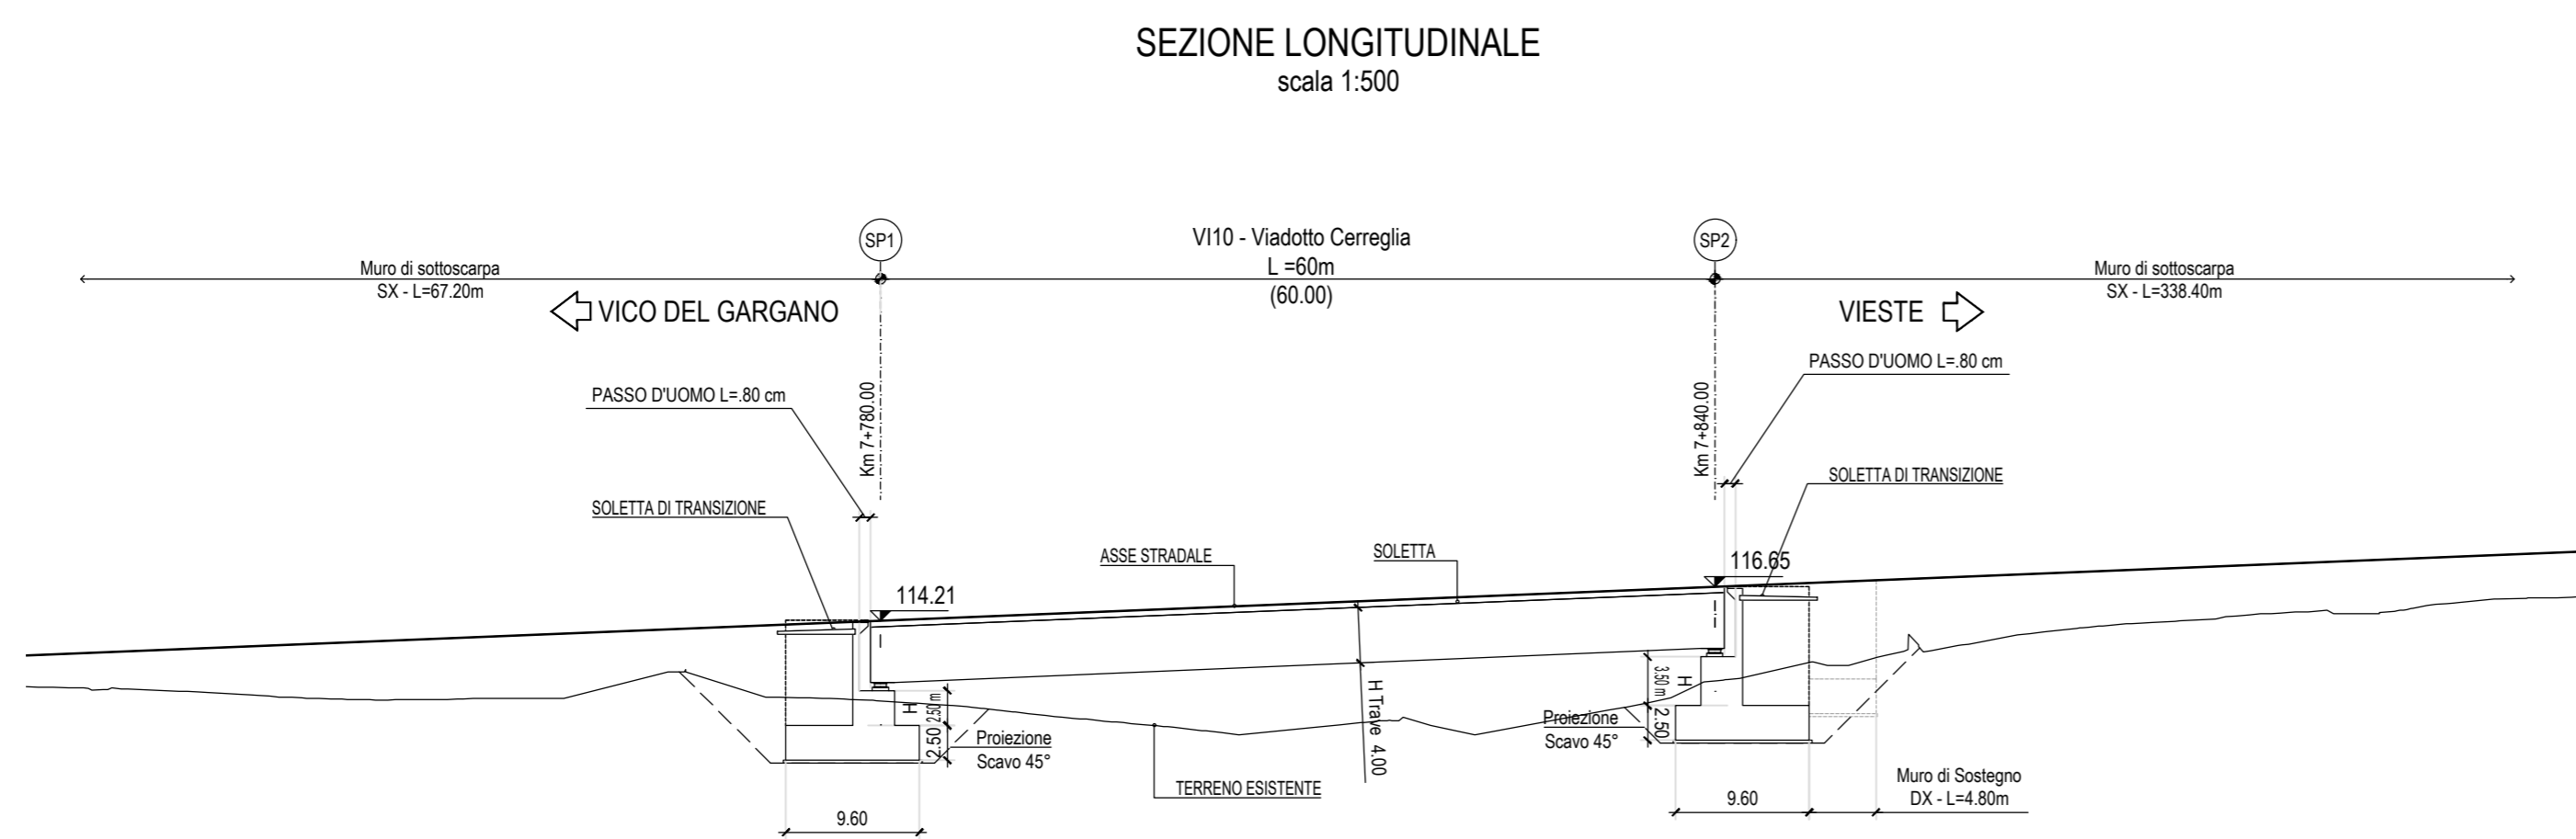 SEZIONE LONGITUDINALE
scala 1:500
SP1
VI10 - Viadotto Cerreglia
L =60m
(60.00)
SP2
Muro di sottoscarpa
SX - L=67.20m
Muro di sottoscarpa
SX - L=338.40m
VICO DEL GARGANO
VIESTE
PASSO D'UOMO L=.80 cm
Km 7+780.00
Km 7+840.00
PASSO D'UOMO L=.80 cm
SOLETTA DI TRANSIZIONE
SOLETTA DI TRANSIZIONE
ASSE STRADALE
SOLETTA
114.21
116.65
H 2.50 m
2.50
Proiezione
Scavo 45°
H Trave 4.00
H 3.50 m
2.50
Proiezione
Scavo 45°
TERRENO ESISTENTE
Muro di Sostegno
DX - L=4.80m
9.60
9.60